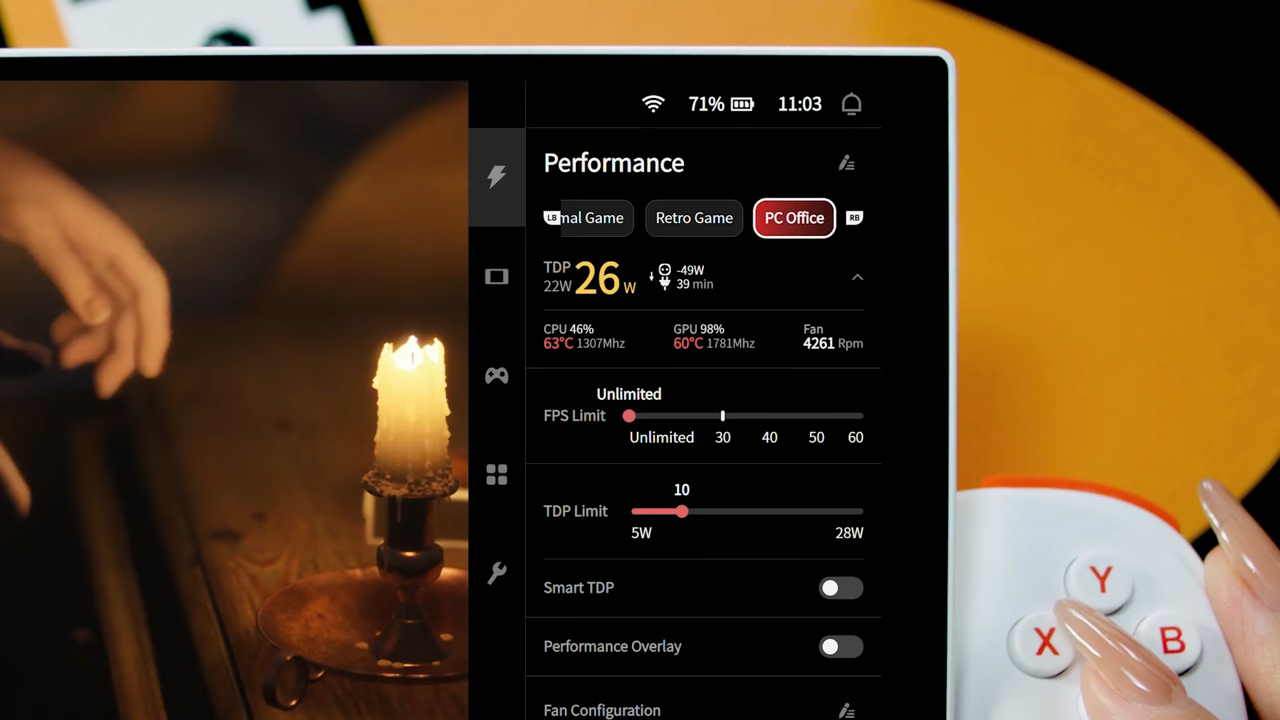 71% 11:03
Performance
LB nal Game Retro Game PC Office RB
TDP 26 W -49W
22W 39 min
CPU 46% GPU 98% Fan
63°C 1307Mhz 60°C 1781Mhz 4261 Rpm
Unlimited
FPS Limit
Unlimited 30 40 50 60
10
TDP Limit
5W 28W
Smart TDP
Performance Overlay
Fan Configuration
Y
X B